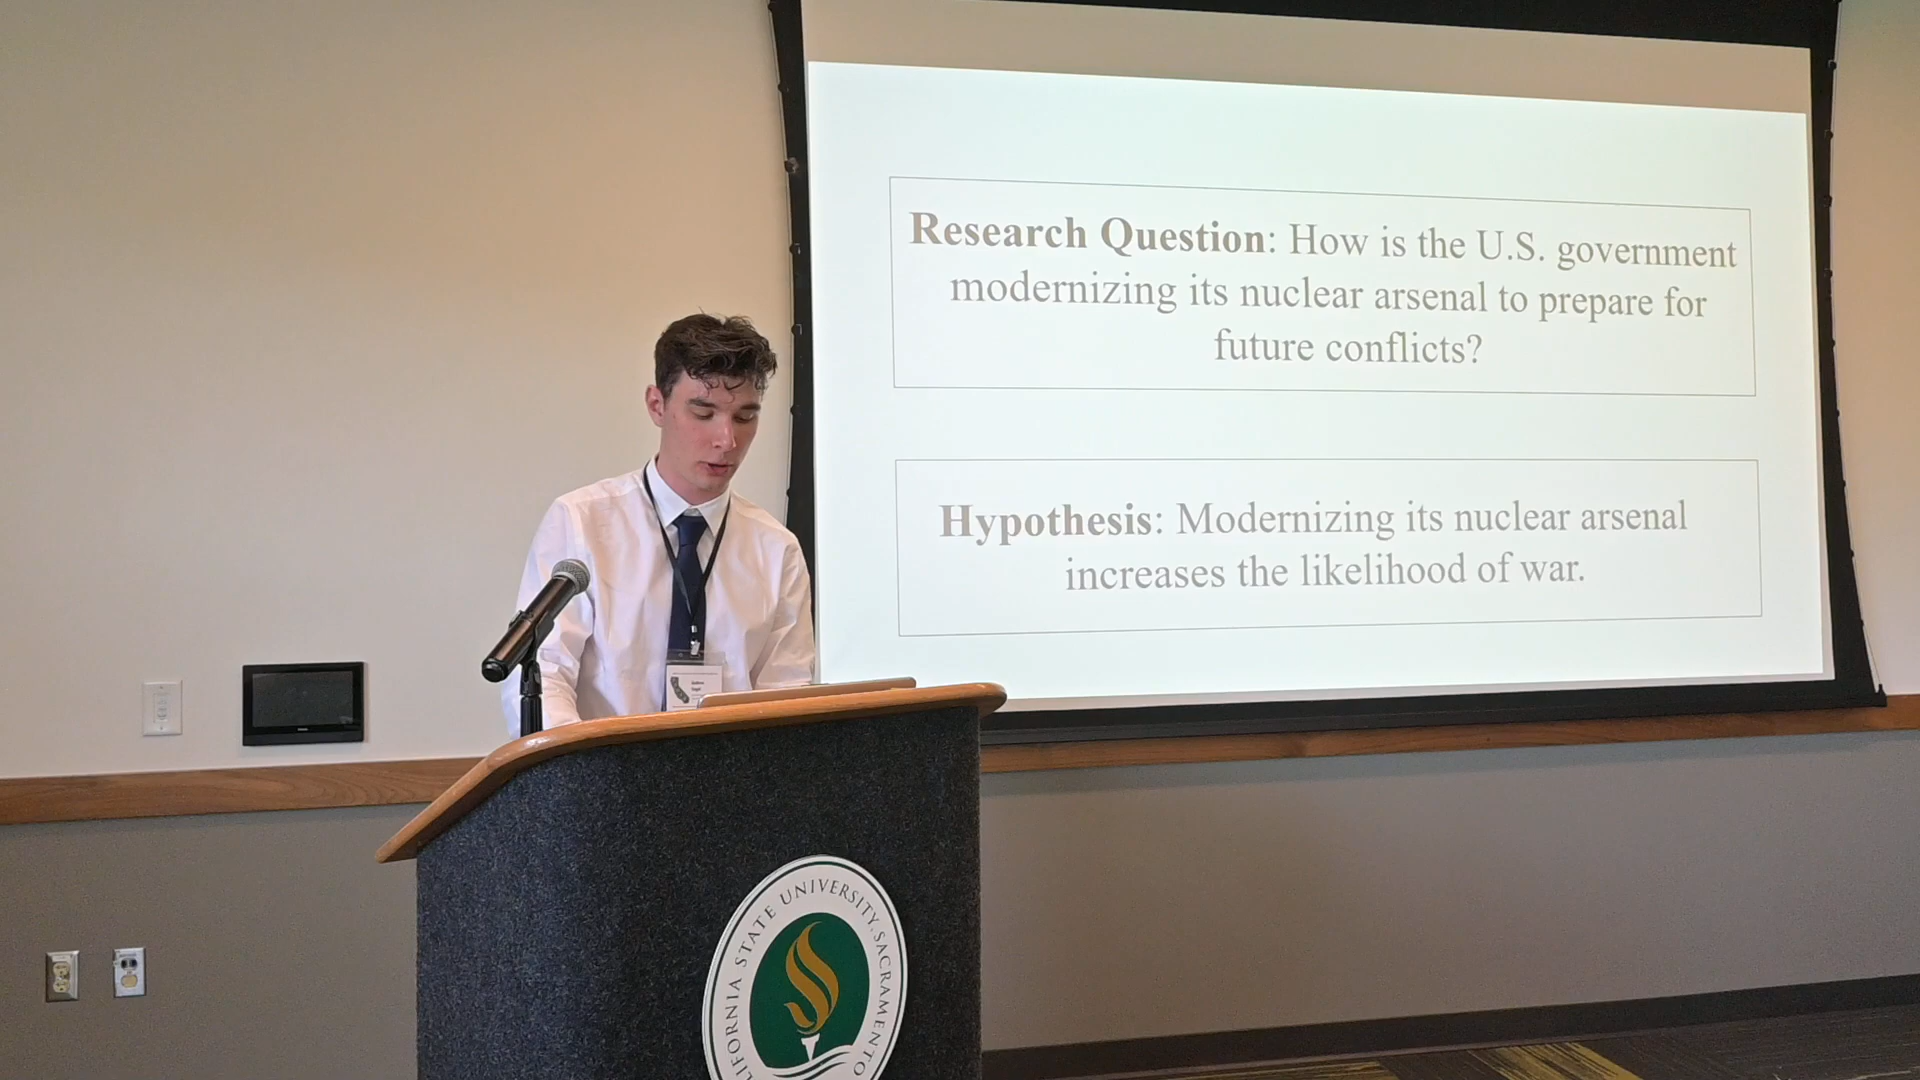 Research Question: How is the U.S. government
modernizing its nuclear arsenal to prepare for
future conflicts?
Hypothesis: Modernizing its nuclear arsenal
increases the likelihood of war.
CALIFORNIA STATE UNIVERSITY, SACRAMENTO